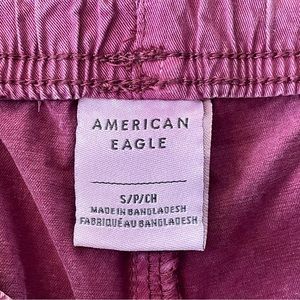 AMERICAN
EAGLE
S/P/CH
MADE IN BANGLADESH
FABRIQUÉ AU BANGLADESH